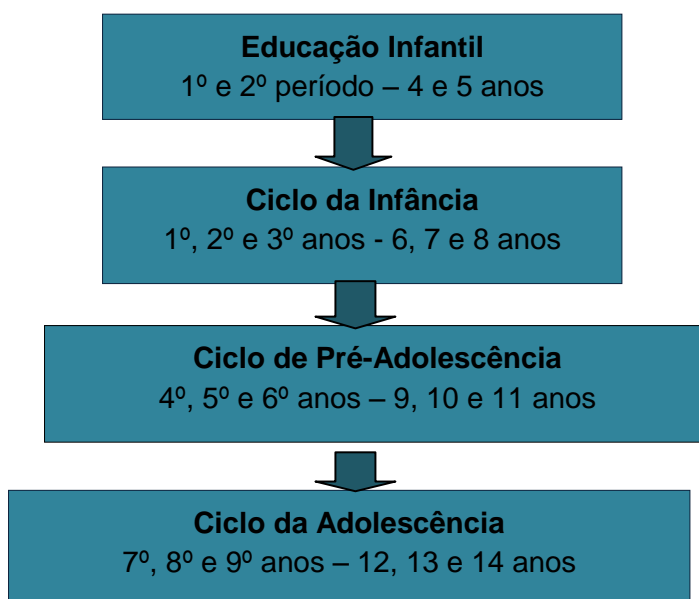 Educação Infantil
1º e 2º período – 4 e 5 anos
Ciclo da Infância
1º, 2º e 3º anos - 6, 7 e 8 anos
Ciclo de Pré-Adolescência
4º, 5º e 6º anos – 9, 10 e 11 anos
Ciclo da Adolescência
7º, 8º e 9º anos – 12, 13 e 14 anos